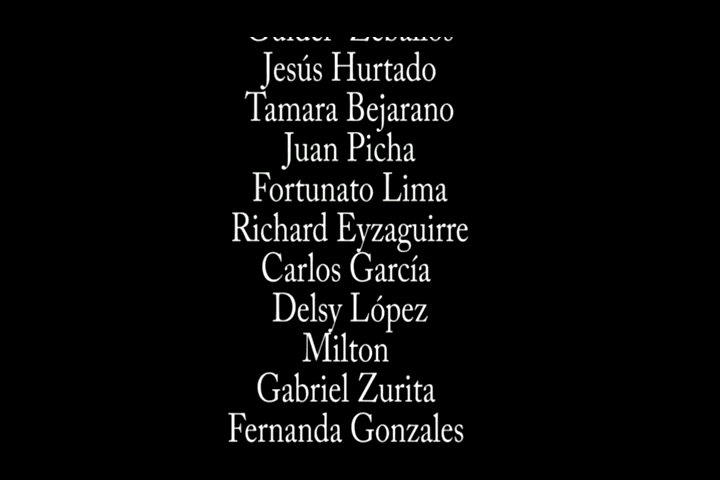 Zeballos
Jesús Hurtado
Tamara Bejarano
Juan Picha
Fortunato Lima
Richard Eyzaguirre
Carlos García
Delsy López
Milton
Gabriel Zurita
Fernanda Gonzales